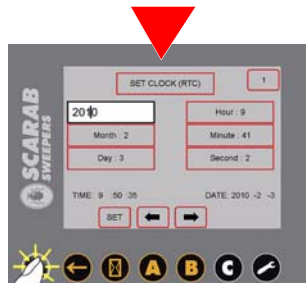 SET CLOCK (RTC)
1
2010
Hour : 9
Month : 2
Minute : 41
Day : 3
Second : 2
TIME: 9 :50 :35
DATE: 2010 -2 -3
SET
SCARAB
SWEEPERS
A
B
C